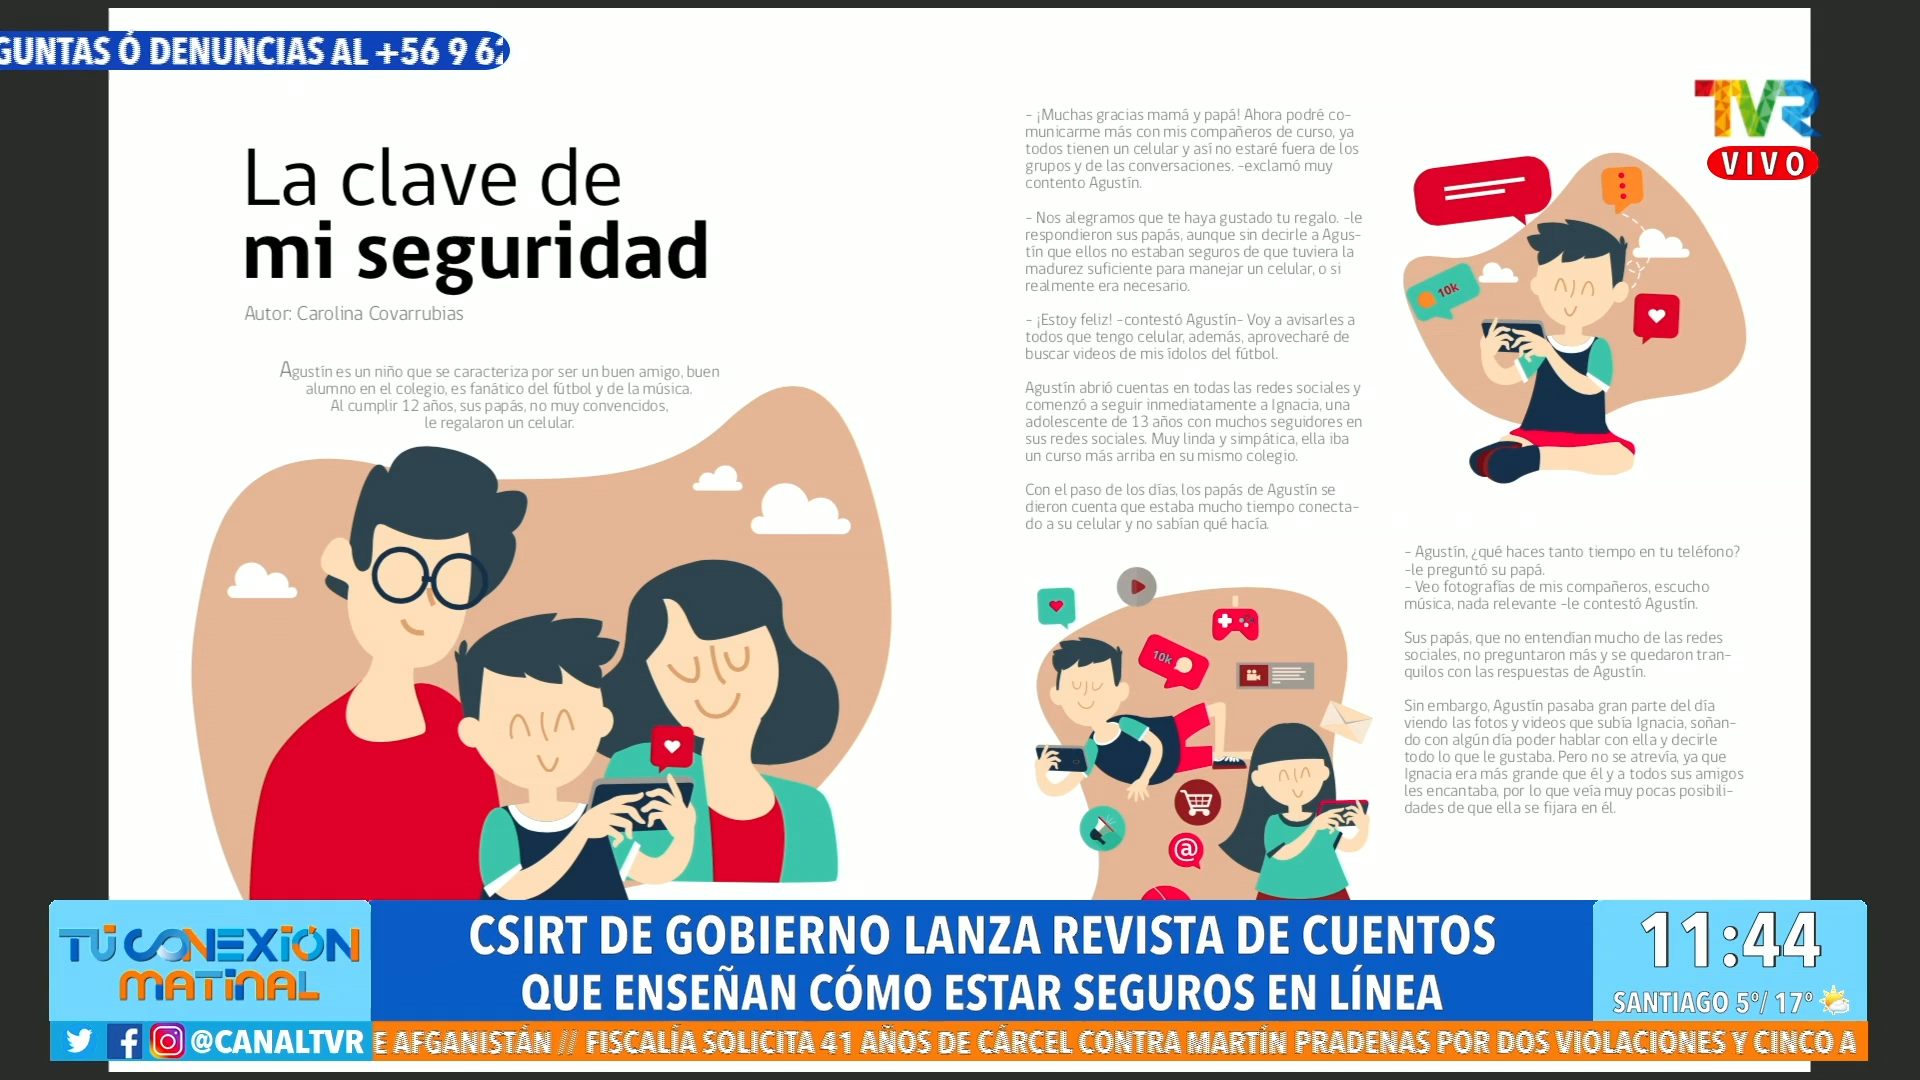 GUNTAS Ó DENUNCIAS AL +56 9 62
TVR
VIVO
La clave de
mi seguridad
Autor: Carolina Covarrubias
Agustín es un niño que se caracteriza por ser un buen amigo, buen
alumno en el colegio, es fanático del fútbol y de la música.
Al cumplir 12 años, sus papás, no muy convencidos,
le regalaron un celular.
- ¡Muchas gracias mamá y papá! Ahora podré co-
municarme más con mis compañeros de curso, ya
todos tienen un celular y así no estaré fuera de los
grupos y de las conversaciones. -exclamó muy
contento Agustín.
- Nos alegramos que te haya gustado tu regalo. -le
respondieron sus papás, aunque sin decirle a Agus-
tín que ellos no estaban seguros de que tuviera la
madurez suficiente para manejar un celular, o si
realmente era necesario.
- ¡Estoy feliz! -contestó Agustín- Voy a avisarles a
todos que tengo celular, además, aprovecharé de
buscar videos de mis ídolos del fútbol.
Agustín abrió cuentas en todas las redes sociales y
comenzó a seguir inmediatamente a Ignacia, una
adolescente de 13 años con muchos seguidores en
sus redes sociales. Muy linda y simpática, ella iba
un curso más arriba en su mismo colegio.
Con el paso de los días, los papás de Agustín se
dieron cuenta que estaba mucho tiempo conecta-
do a su celular y no sabían qué hacía.
10k
10k
@
- Agustín, ¿qué haces tanto tiempo en tu teléfono?
-le preguntó su papá.
- Veo fotografías de mis compañeros, escucho
música, nada relevante -le contestó Agustín.
Sus papás, que no entendían mucho de las redes
sociales, no preguntaron más y se quedaron tran-
quilos con las respuestas de Agustín.
Sin embargo, Agustín pasaba gran parte del día
viendo las fotos y videos que subía Ignacia, soñan-
do con algún día poder hablar con ella y decirle
todo lo que le gustaba. Pero no se atrevía, ya que
Ignacia era más grande que él y a todos sus amigos
les encantaba, por lo que veía muy pocas posibili-
dades de que ella se fijara en él.
TU CONEXIÓN
MATINAL
CSIRT DE GOBIERNO LANZA REVISTA DE CUENTOS
QUE ENSEÑAN CÓMO ESTAR SEGUROS EN LÍNEA
11:44
SANTIAGO 5º/ 17º
@CANALTVR
E AFGANISTÁN // FISCALÍA SOLICITA 41 AÑOS DE CÁRCEL CONTRA MARTÍN PRADENAS POR DOS VIOLACIONES Y CINCO A